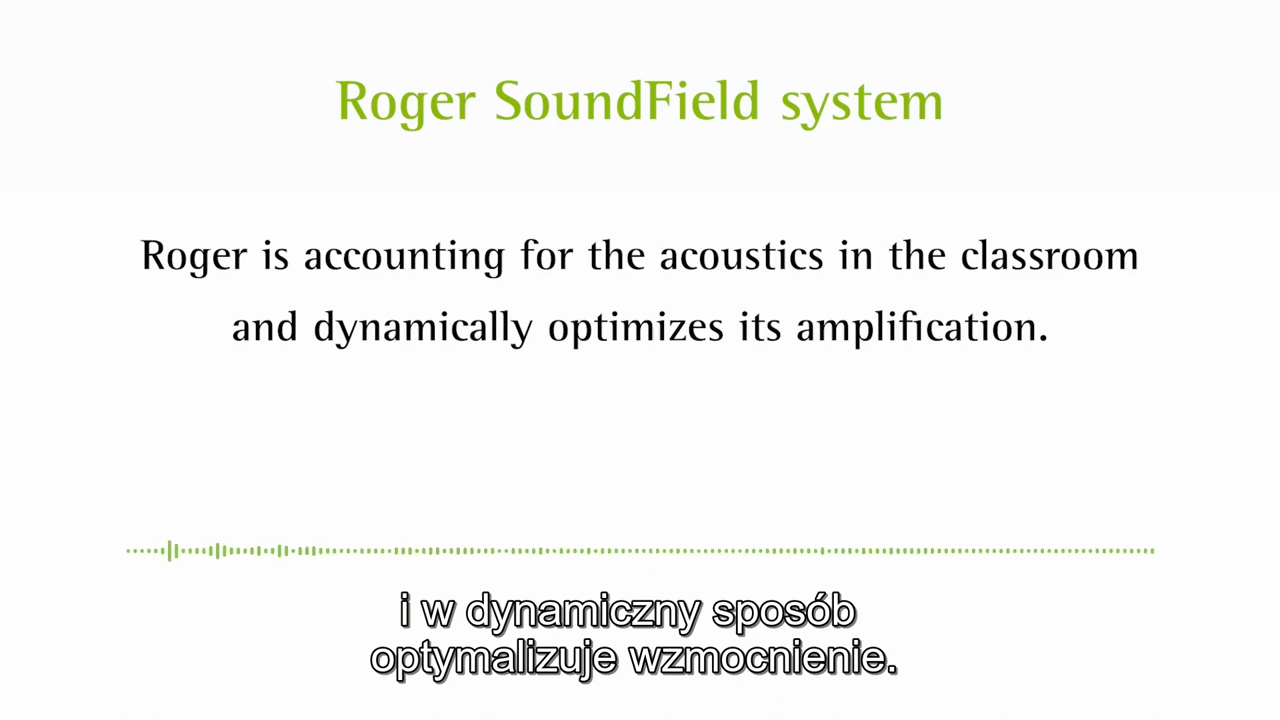 Roger SoundField system
Roger is accounting for the acoustics in the classroom
and dynamically optimizes its amplification.
i w dynamiczny sposób
optymalizuje wzmocnienie.